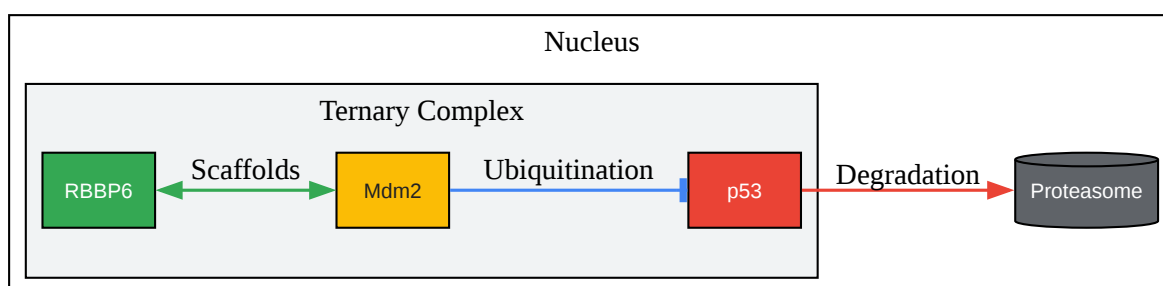 Nucleus
Ternary Complex
RBBP6
Scaffolds
Mdm2
Ubiquitination
p53
Degradation
Proteasome